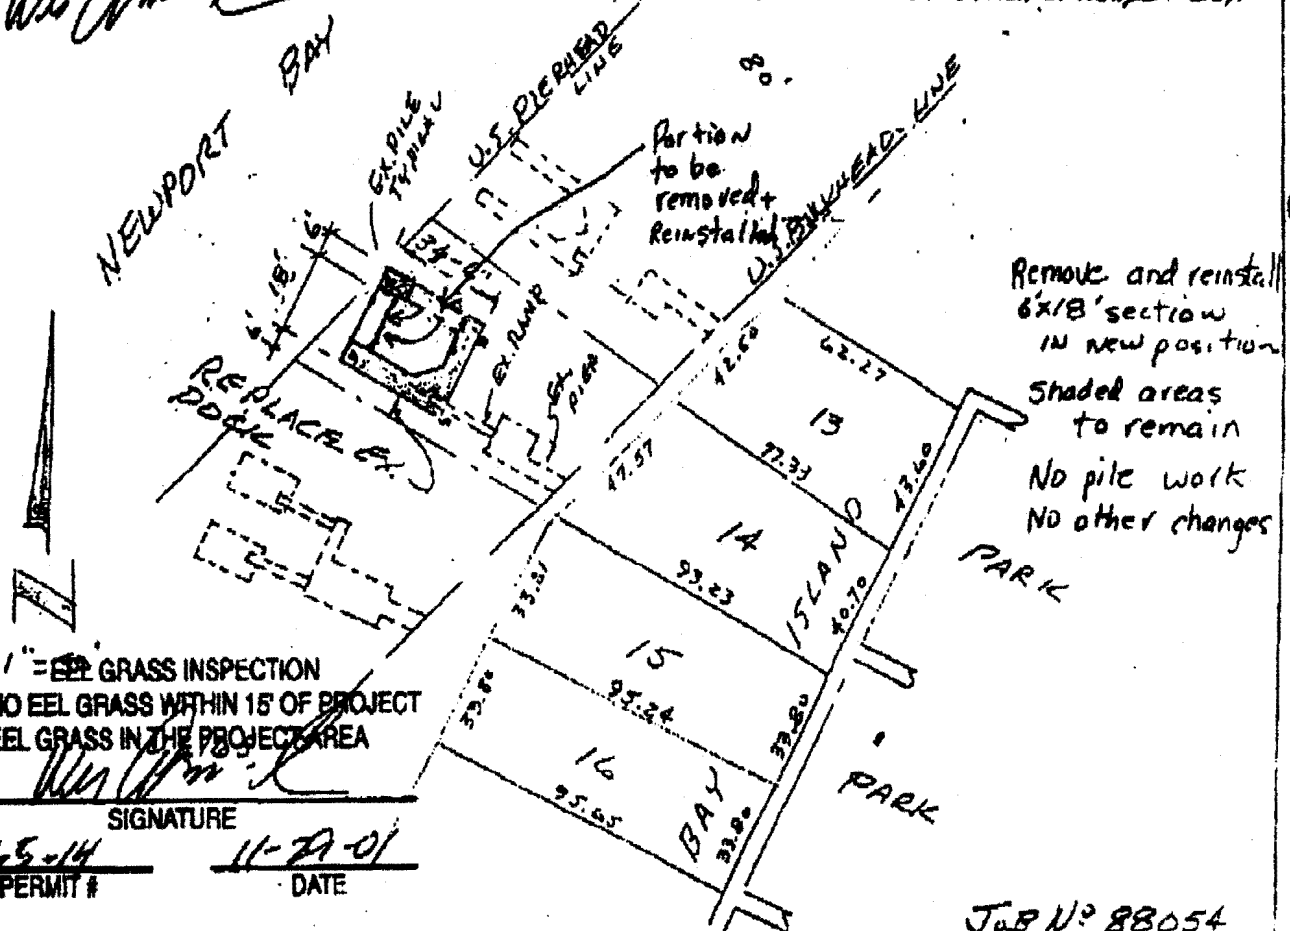 NEWPORT BAY
EX. PILE
TYPICAL
U.S. PIERHEAD
LINE
80'
Portion
to be
removed +
Reinstalled
U.S. BULKHEAD LINE
Remove and reinstall
6'x18' section
IN new position
Shaded areas
to remain
No pile work
No other changes
6'
18'
6'
EX. RAMP
EX.
PIER
REPLACE EX.
DOCK
42.60
62.27
13
77.33
43.60
47.57
14
93.23
40.70
33.81
15
95.24
33.80
33.80
16
95.65
33.80
BAY ISLAND
PARK
PARK
1" =
EEL GRASS INSPECTION
NO EEL GRASS WITHIN 15' OF PROJECT
EEL GRASS IN THE PROJECT AREA
SIGNATURE
PERMIT #
11-29-01
DATE
JOB No 88054